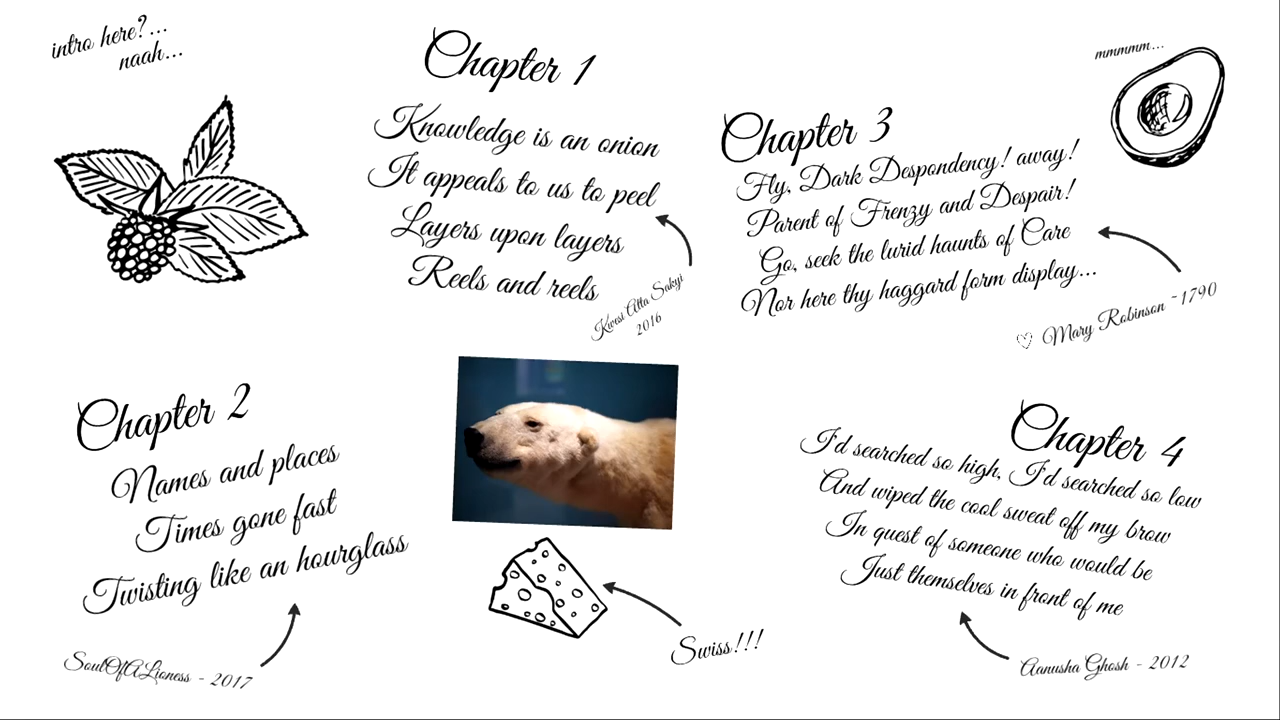 intro here?...
naah...
Chapter 1
Knowledge is an onion
It appeals to us to peel
Layers upon layers
Reels and reels
Kwesi Atta Sakyi
2016
Chapter 2
Names and places
Times gone fast
Twisting like an hourglass
SoulOfALioness - 2017
Swiss!!!
mmmmm...
Chapter 3
Fly, Dark Despondency! away!
Parent of Frenzy and Despair!
Go, seek the lurid haunts of Care
Nor here thy haggard form display...
♡ Mary Robinson -1790
Chapter 4
I'd searched so high, I'd searched so low
And wiped the cool sweat off my brow
In quest of someone who would be
Just themselves in front of me
Aanusha Ghosh - 2012